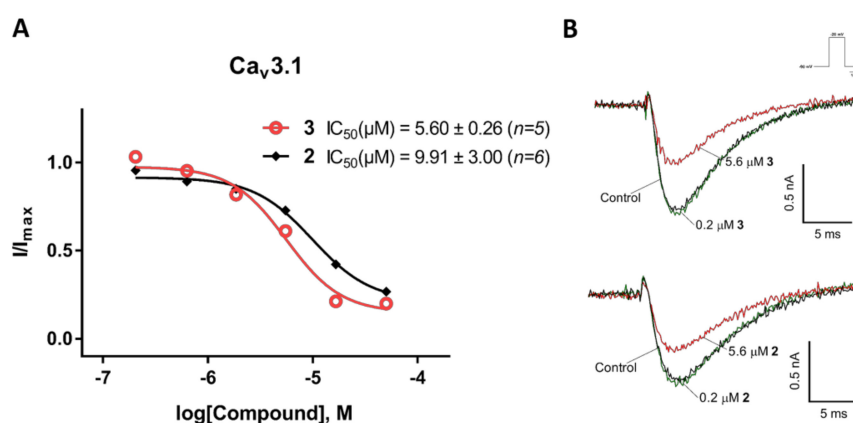 A
Caᵥ3.1
3 IC₅₀(µM) = 5.60 ± 0.26 (n=5)
2 IC₅₀(µM) = 9.91 ± 3.00 (n=6)
I/Iₘₐₓ
1.0
0.5
0.0
-7
-6
-5
-4
log[Compound], M
B
Control
5.6 µM 3
0.2 µM 3
0.5 nA
5 ms
Control
5.6 µM 2
0.2 µM 2
0.5 nA
5 ms